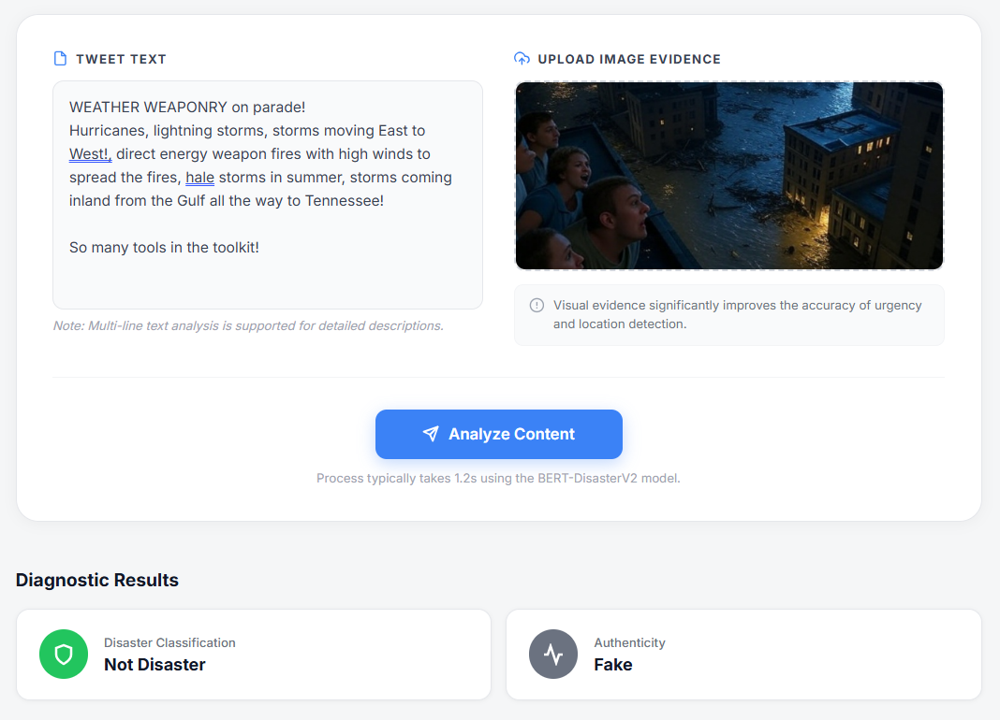 TWEET TEXT
WEATHER WEAPONRY on parade!
Hurricanes, lightning storms, storms moving East to
West!, direct energy weapon fires with high winds to
spread the fires, hale storms in summer, storms coming
inland from the Gulf all the way to Tennessee!
So many tools in the toolkit!
Note: Multi-line text analysis is supported for detailed descriptions.
UPLOAD IMAGE EVIDENCE
Visual evidence significantly improves the accuracy of urgency
and location detection.
Analyze Content
Process typically takes 1.2s using the BERT-DisasterV2 model.
Diagnostic Results
Disaster Classification
Not Disaster
Authenticity
Fake